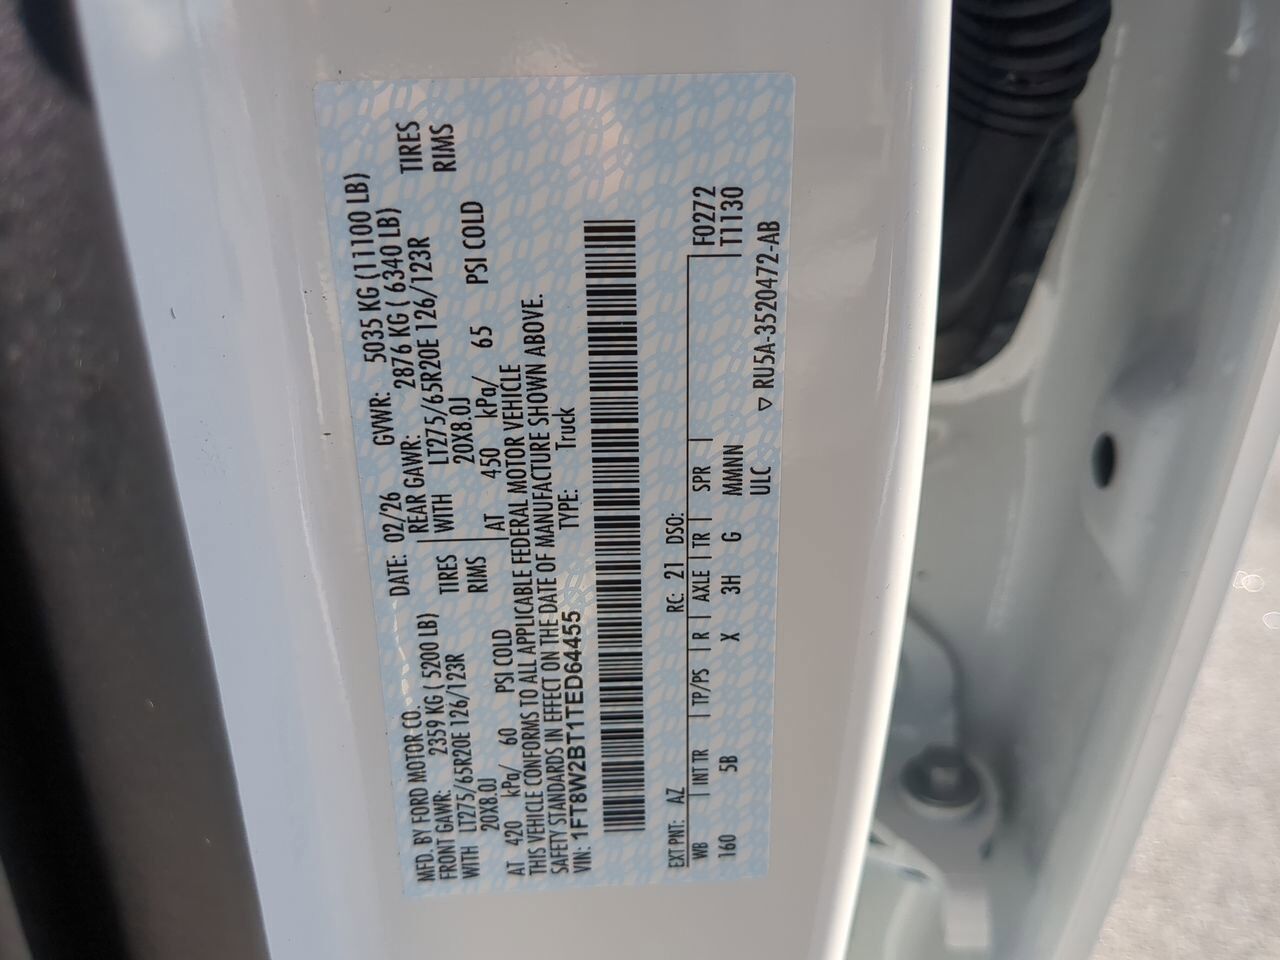 MFD. BY FORD MOTOR CO.
DATE: 02/26 GVWR: 5035 KG (11100 LB)
FRONT GAWR: 2359 KG ( 5200 LB) REAR GAWR: 2876 KG ( 6340 LB)
WITH LT275/65R20E 126/123R TIRES WITH LT275/65R20E 126/123R TIRES
20X8.0J RIMS 20X8.0J RIMS
AT 420 kPa/ 60 PSI COLD AT 450 kPa/ 65 PSI COLD
THIS VEHICLE CONFORMS TO ALL APPLICABLE FEDERAL MOTOR VEHICLE
SAFETY STANDARDS IN EFFECT ON THE DATE OF MANUFACTURE SHOWN ABOVE.
VIN: 1FT8W2BT1TED64455 TYPE: Truck
EXT PNT: AZ RC: 21 DSO: F0272
WB INT TR TP/PS R AXLE TR SPR T1130
160 5B X 3H G MMNN
ULC ▽ RU5A-3520472-AB